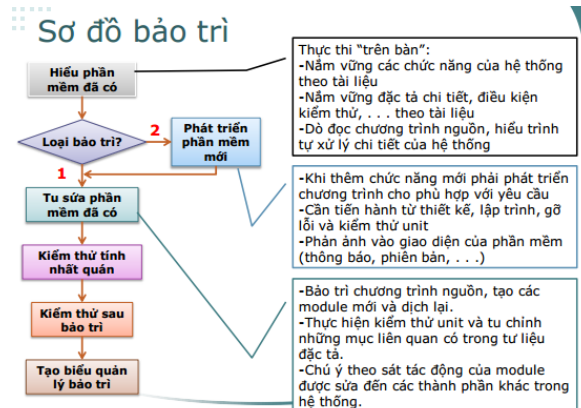 Sơ đồ bảo trì
Hiểu phần
mềm đã có
Loại bảo trì?
2
Phát triển
phần mềm
mới
1
Tu sửa phần
mềm đã có
Kiểm thử tính
nhất quán
Kiểm thử sau
bảo trì
Tạo biểu quản
lý bảo trì
Thực thi “trên bàn”:
-Nắm vững các chức năng của hệ thống
theo tài liệu
-Nắm vững đặc tả chi tiết, điều kiện
kiểm thử, . . . theo tài liệu
-Dò đọc chương trình nguồn, hiểu trình
tự xử lý chi tiết của hệ thống
-Khi thêm chức năng mới phải phát triển
chương trình cho phù hợp với yêu cầu
-Cần tiến hành từ thiết kế, lập trình, gỡ
lỗi và kiểm thử unit
-Phản ảnh vào giao diện của phần mềm
(thông báo, phiên bản, . . .)
-Bảo trì chương trình nguồn, tạo các
module mới và dịch lại.
-Thực hiện kiểm thử unit và tu chỉnh
những mục liên quan có trong tư liệu
đặc tả.
-Chú ý theo sát tác động của module
được sửa đến các thành phần khác trong
hệ thống.